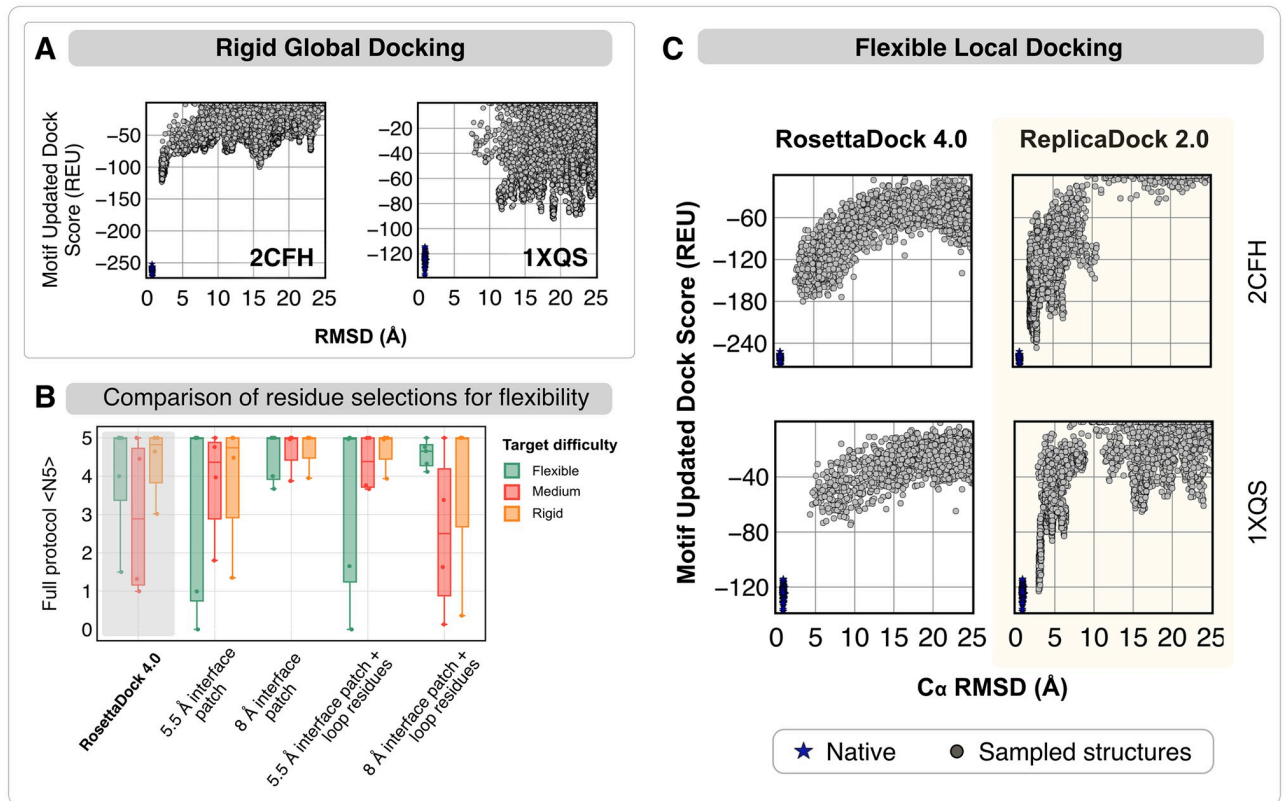 A
Rigid Global Docking
Motif Updated Dock
Score (REU)
−50
−100
−150
−200
−250
2CFH
0 5 10 15 20 25
−20
−40
−60
−80
−100
−120
1XQS
0 5 10 15 20 25
RMSD (Å)
B
Comparison of residue selections for flexibility
Full protocol <N5>
5
4
3
2
1
0
RosettaDock 4.0
5.5 Å interface
patch
8 Å interface
patch
5.5 Å interface patch +
loop residues
8 Å interface patch +
loop residues
Target difficulty
Flexible
Medium
Rigid
C
Flexible Local Docking
RosettaDock 4.0
ReplicaDock 2.0
Motif Updated Dock Score (REU)
−60
−120
−180
−240
2CFH
−40
−80
−120
1XQS
0 5 10 15 20 25
0 5 10 15 20 25
Cα RMSD (Å)
Native
Sampled structures